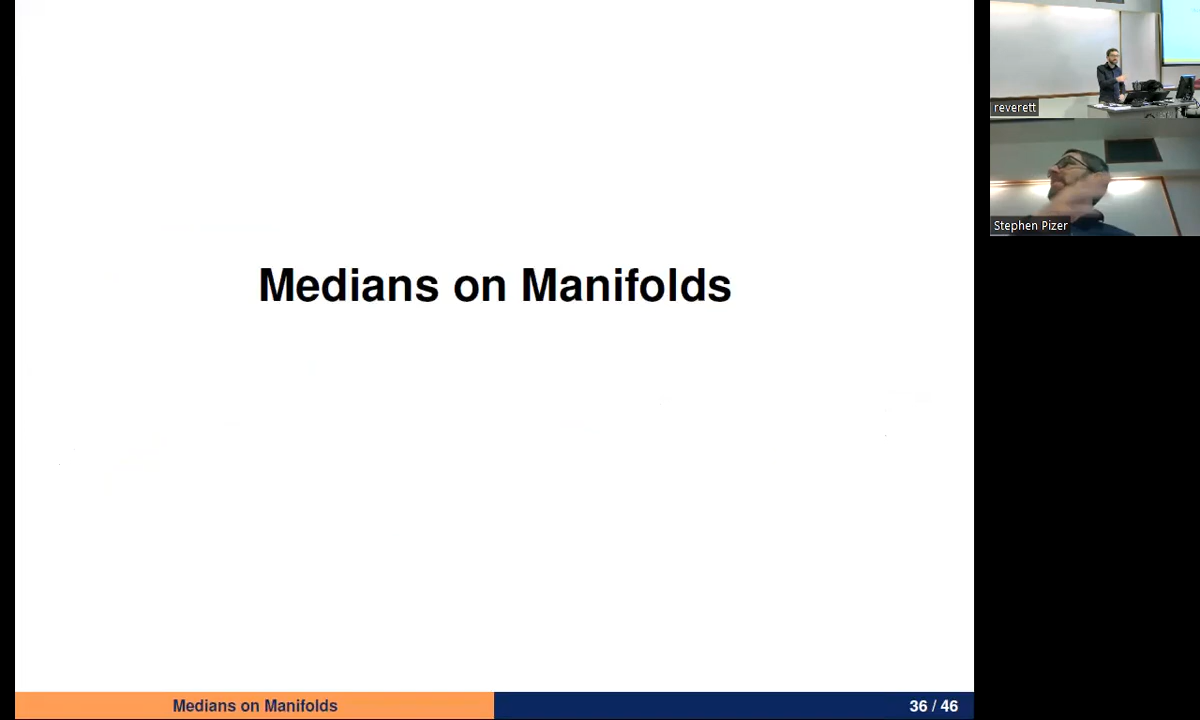 Medians on Manifolds
Medians on Manifolds
36 / 46
reverett
Stephen Pizer